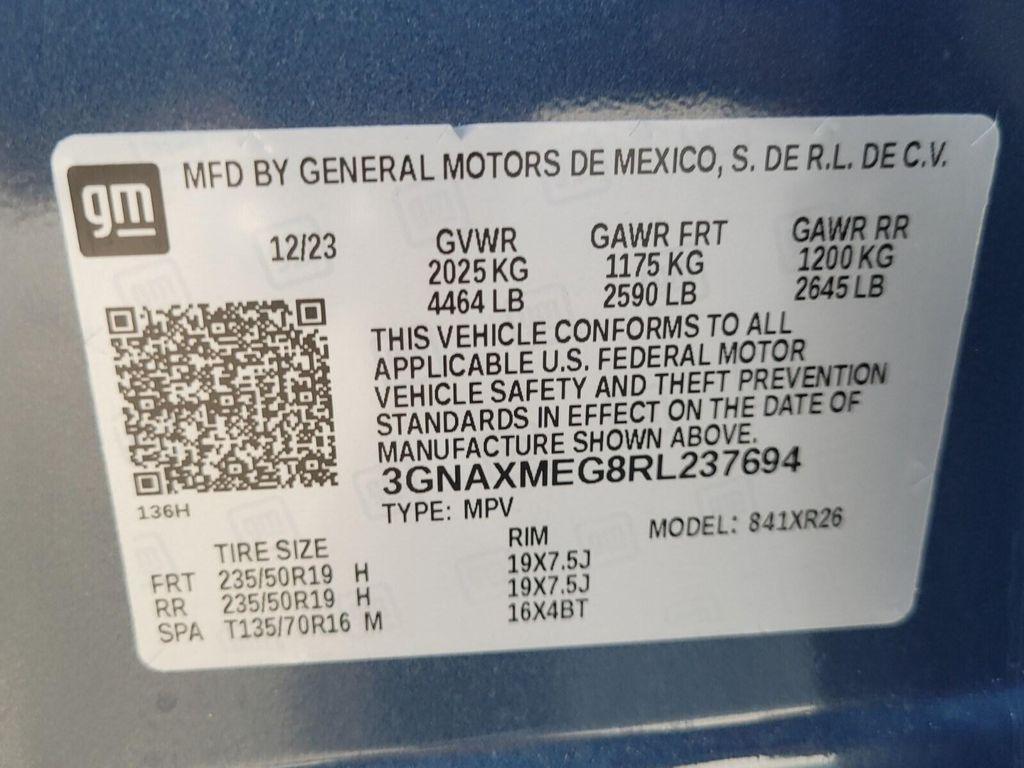 gm
MFD BY GENERAL MOTORS DE MEXICO, S. DE R.L. DE C.V.
12/23 GVWR GAWR FRT GAWR RR
2025 KG 1175 KG 1200 KG
4464 LB 2590 LB 2645 LB
THIS VEHICLE CONFORMS TO ALL
APPLICABLE U.S. FEDERAL MOTOR
VEHICLE SAFETY AND THEFT PREVENTION
STANDARDS IN EFFECT ON THE DATE OF
MANUFACTURE SHOWN ABOVE.
3GNAXMEG8RL237694
136H
TYPE: MPV MODEL: 841XR26
TIRE SIZE RIM
FRT 235/50R19 H 19X7.5J
RR 235/50R19 H 19X7.5J
SPA T135/70R16 M 16X4BT